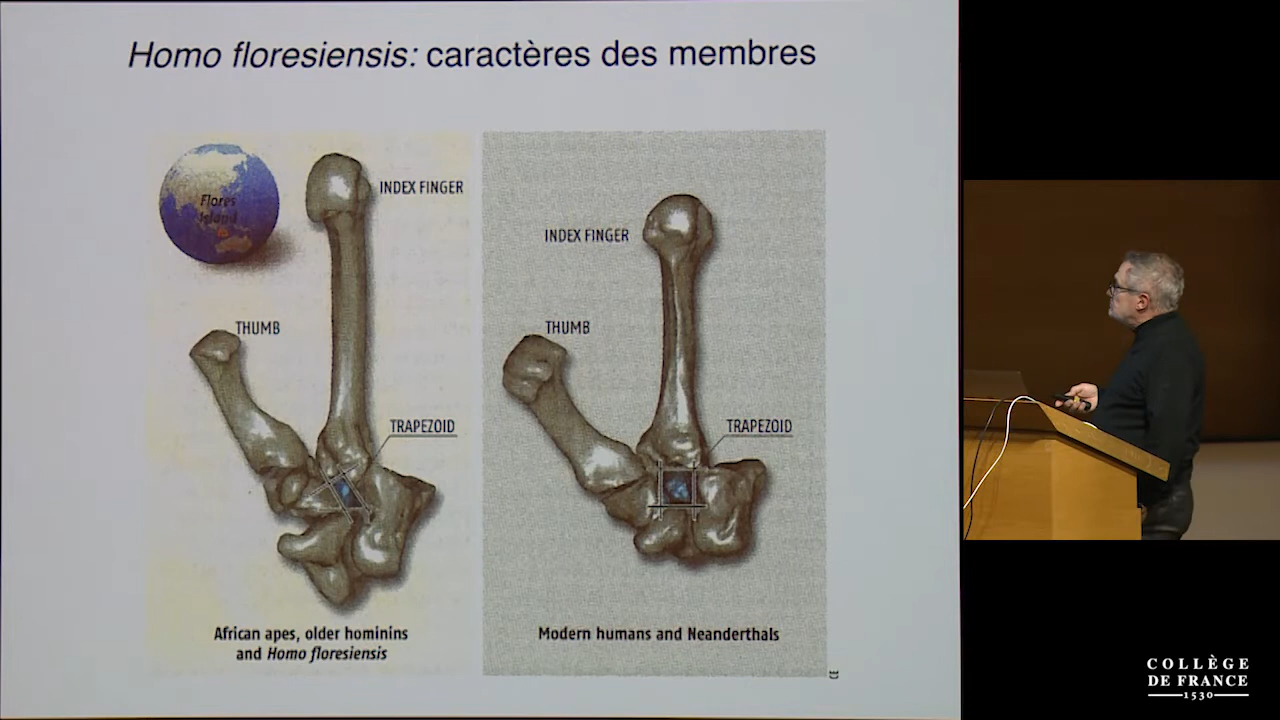 Homo floresiensis: caractères des membres
Flores
Island
INDEX FINGER
THUMB
TRAPEZOID
African apes, older hominins
and Homo floresiensis
INDEX FINGER
THUMB
TRAPEZOID
Modern humans and Neanderthals
COLLÈGE
DE FRANCE
1530